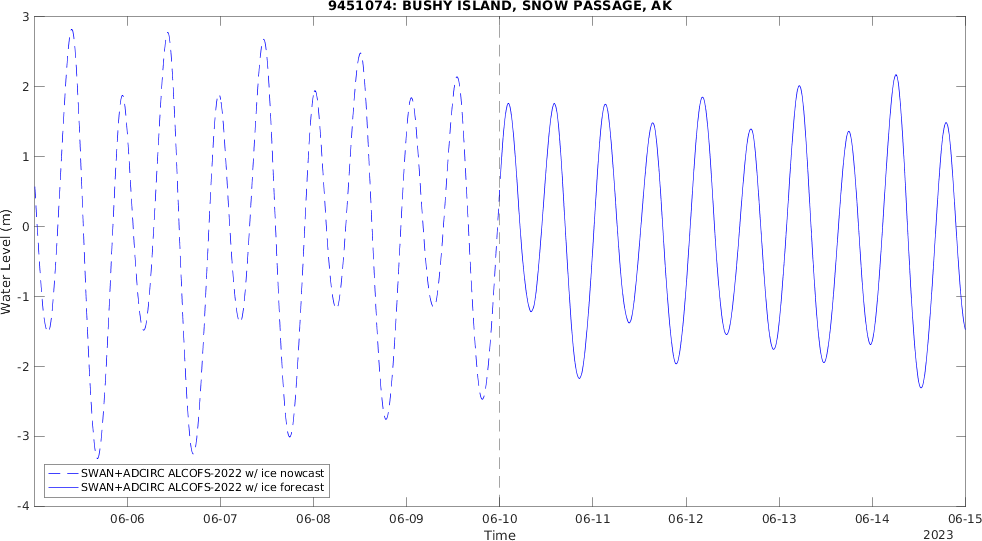 9451074: BUSHY ISLAND, SNOW PASSAGE, AK
Water Level (m)
3
2
1
0
-1
-2
-3
-4
SWAN+ADCIRC ALCOFS-2022 w/ ice nowcast
SWAN+ADCIRC ALCOFS-2022 w/ ice forecast
06-06 06-07 06-08 06-09 06-10 06-11 06-12 06-13 06-14 06-15
Time
2023